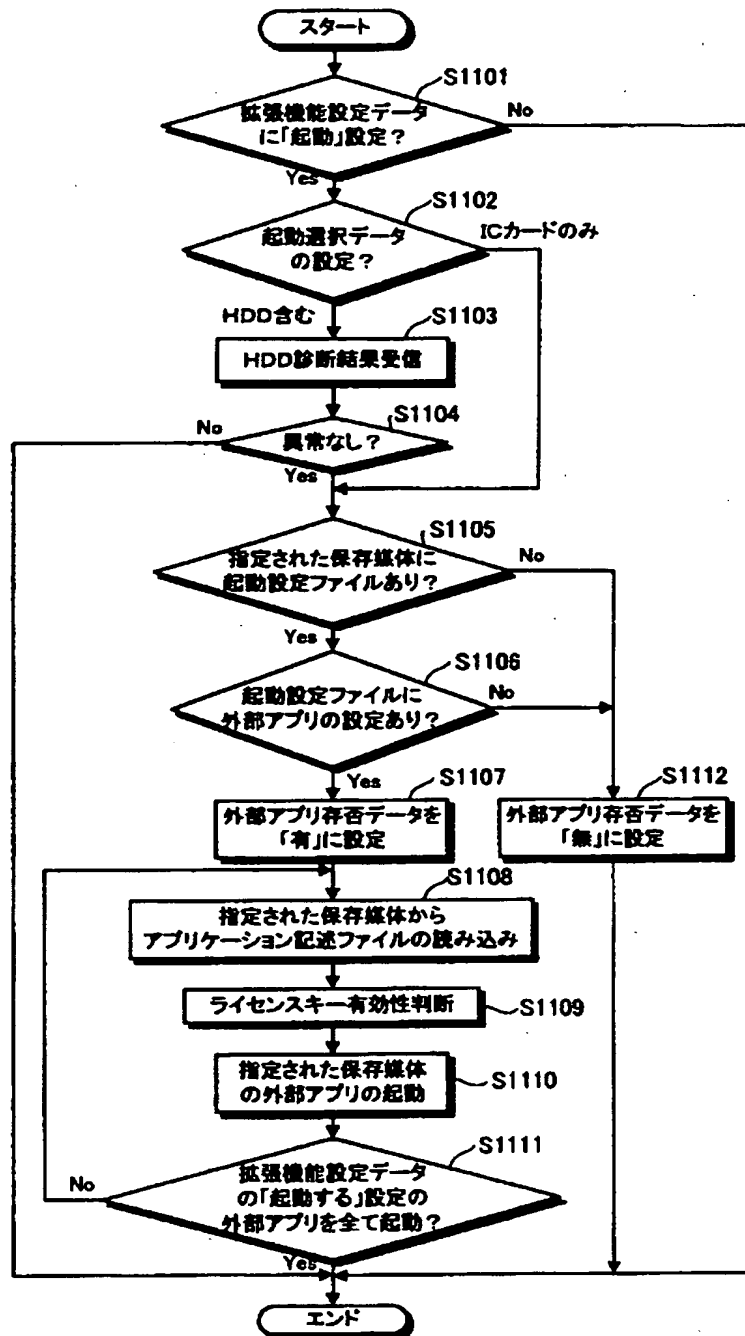 スタート
S1101
拡張機能設定データ
に「起動」設定?
No
Yes
S1102
起動選択データ
の設定?
ICカードのみ
HDD含む
S1103
HDD診断結果受信
S1104
No
異常なし?
Yes
S1105
指定された保存媒体に
起動設定ファイルあり?
No
Yes
S1106
起動設定ファイルに
外部アプリの設定あり?
No
Yes
S1107
外部アプリ存否データを
「有」に設定
S1112
外部アプリ存否データを
「無」に設定
S1108
指定された保存媒体から
アプリケーション記述ファイルの読み込み
ライセンスキー有効性判断
S1109
指定された保存媒体
の外部アプリの起動
S1110
S1111
拡張機能設定データ
の「起動する」設定の
外部アプリを全て起動?
No
Yes
エンド